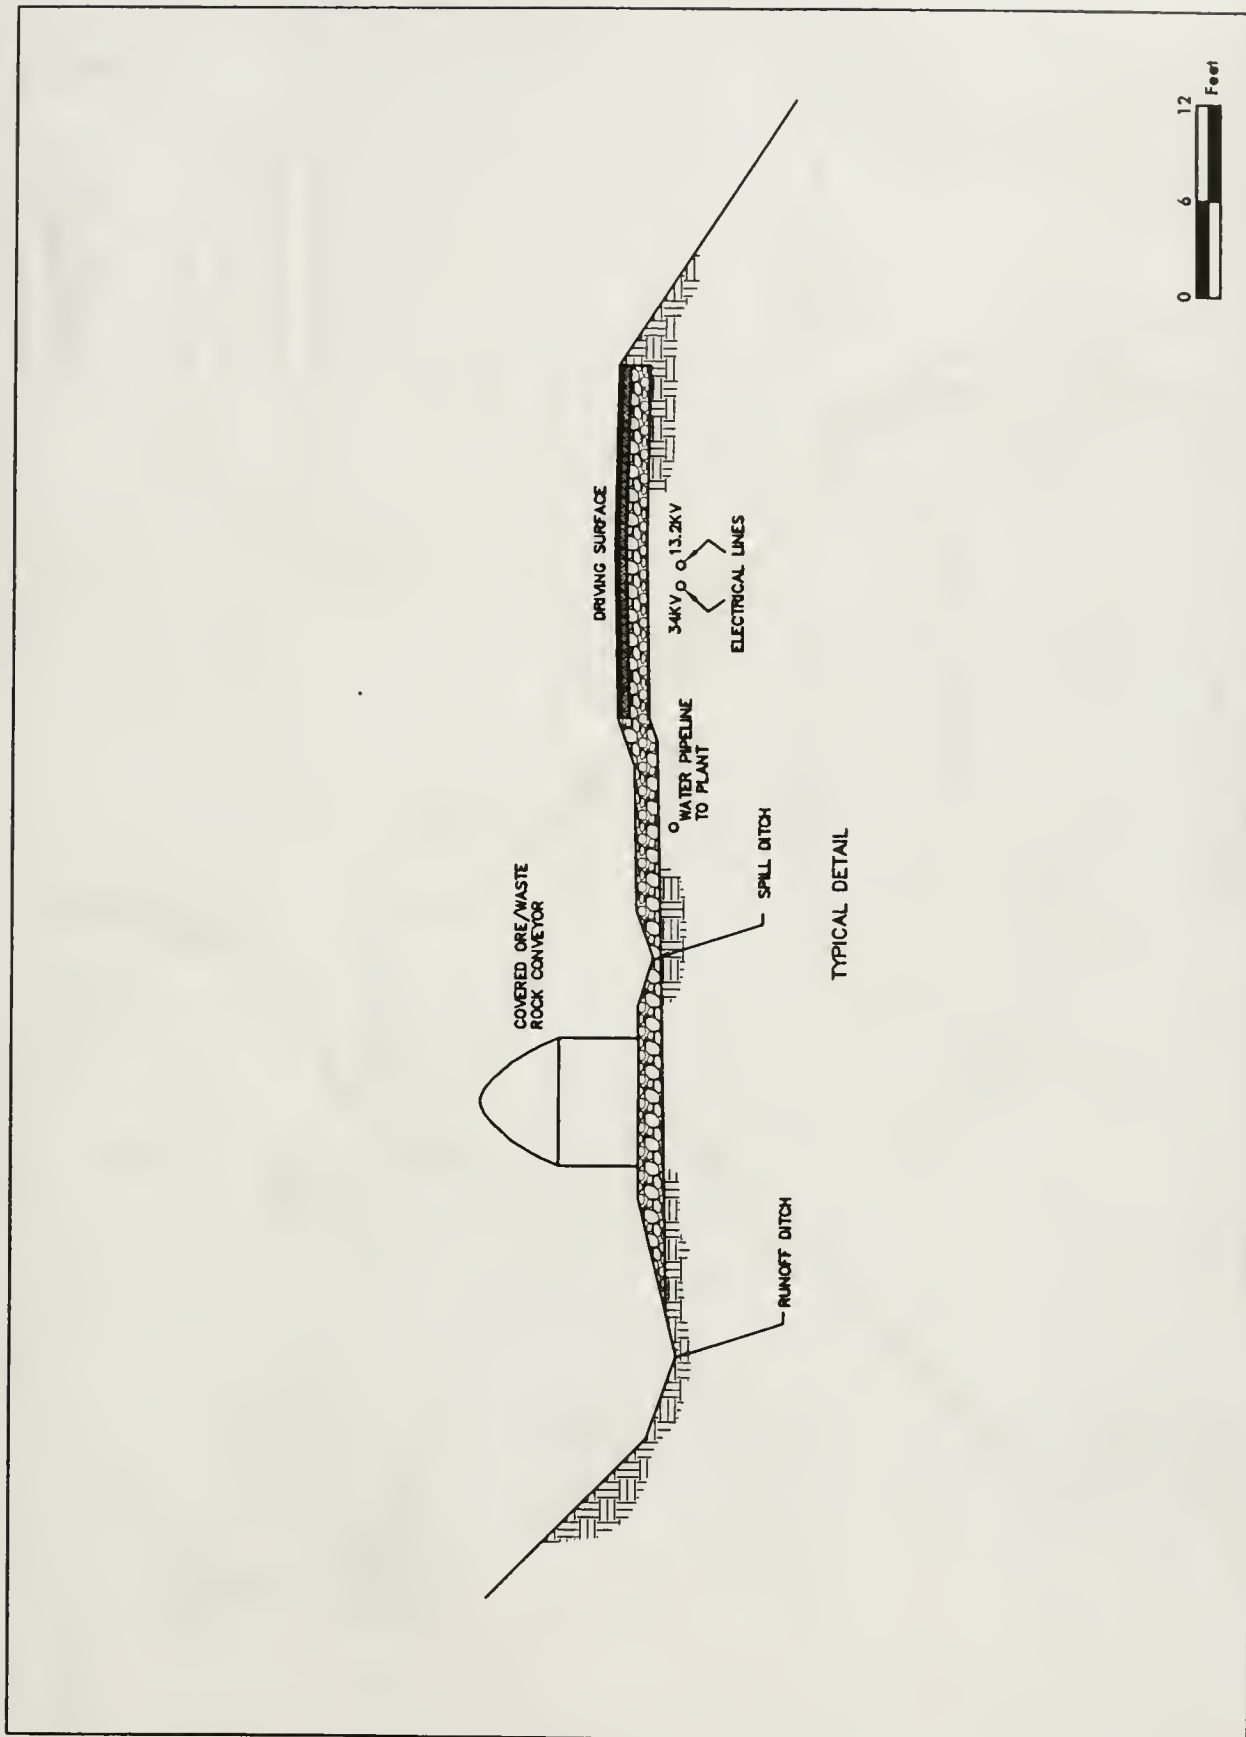 COVERED ORE/WASTE
ROCK CONVEYOR
DRIVING SURFACE
34KV
13.2KV
ELECTRICAL LINES
WATER PIPELINE
TO PLANT
SPILL DITCH
RUNOFF DITCH
TYPICAL DETAIL
0 6 12
Feet